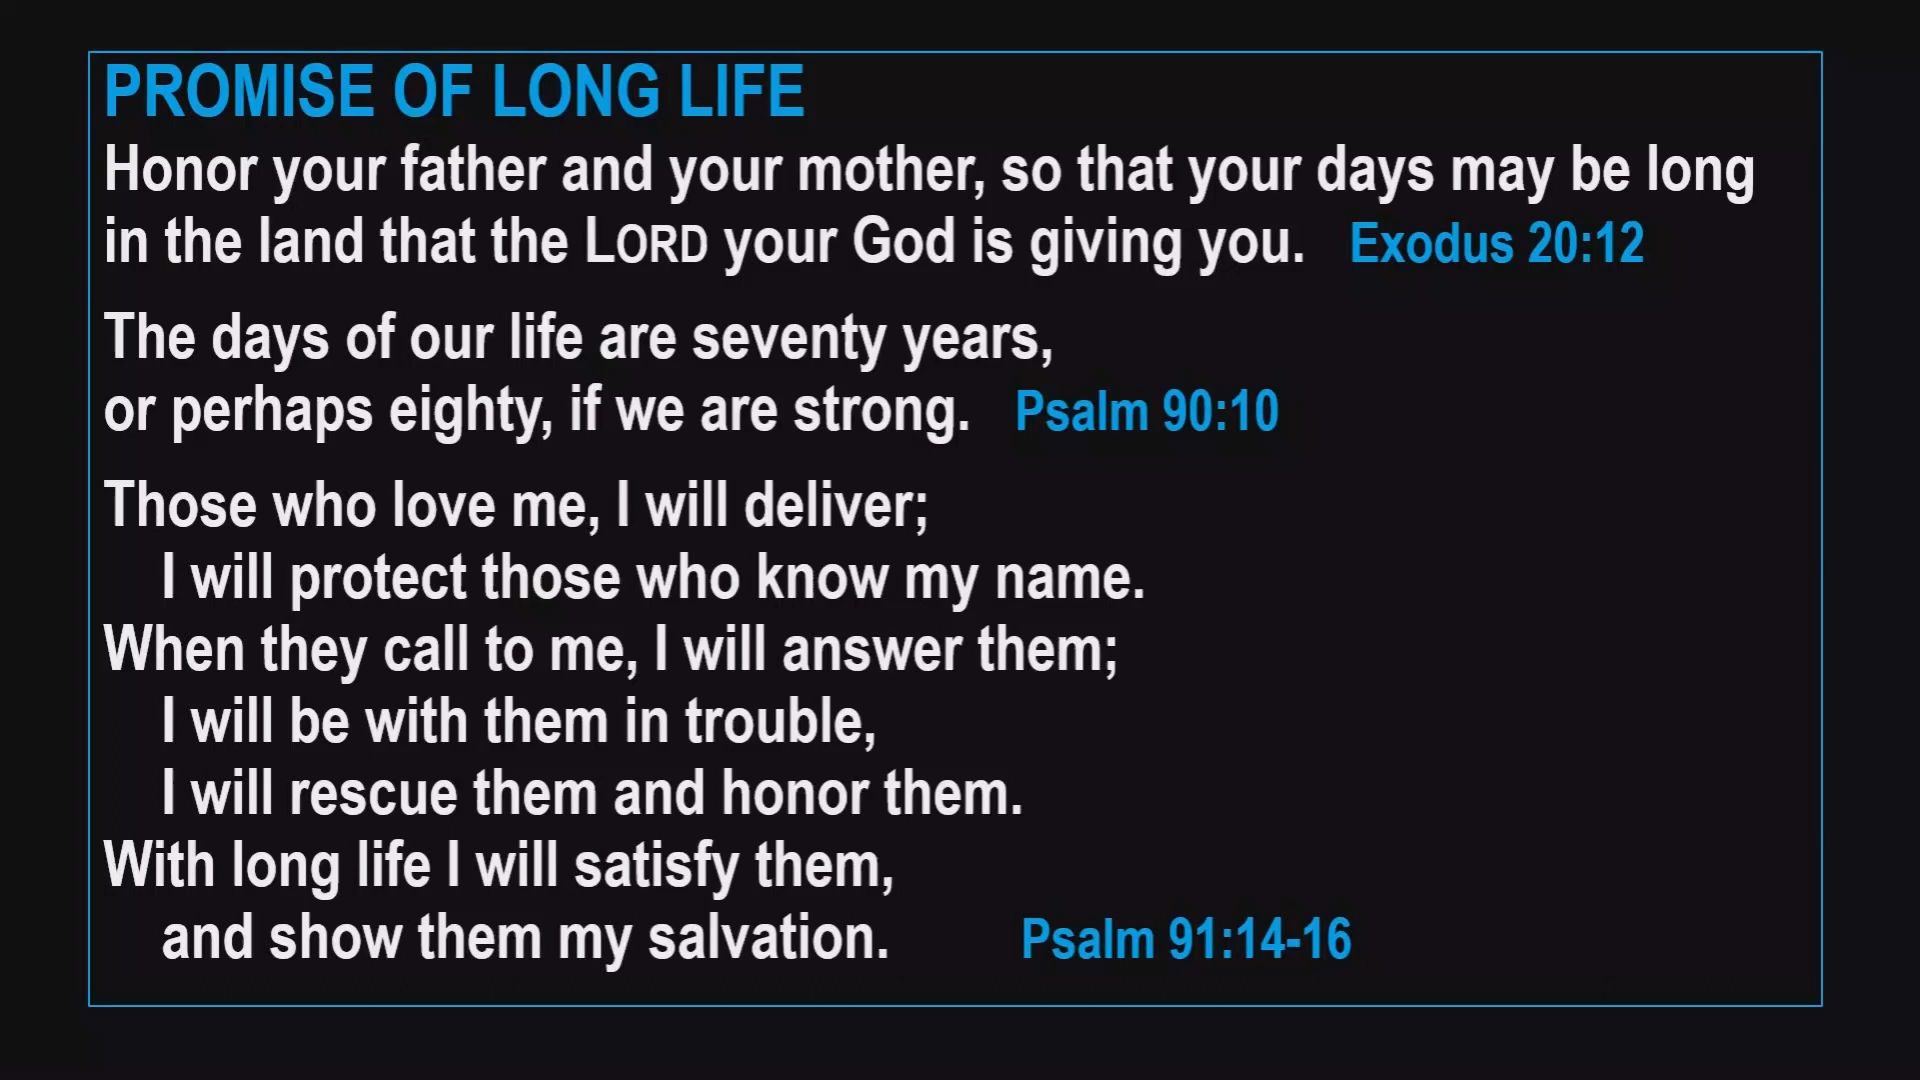 PROMISE OF LONG LIFE
Honor your father and your mother, so that your days may be long
in the land that the LORD your God is giving you. Exodus 20:12
The days of our life are seventy years,
or perhaps eighty, if we are strong. Psalm 90:10
Those who love me, I will deliver;
I will protect those who know my name.
When they call to me, I will answer them;
I will be with them in trouble,
I will rescue them and honor them.
With long life I will satisfy them,
and show them my salvation. Psalm 91:14-16